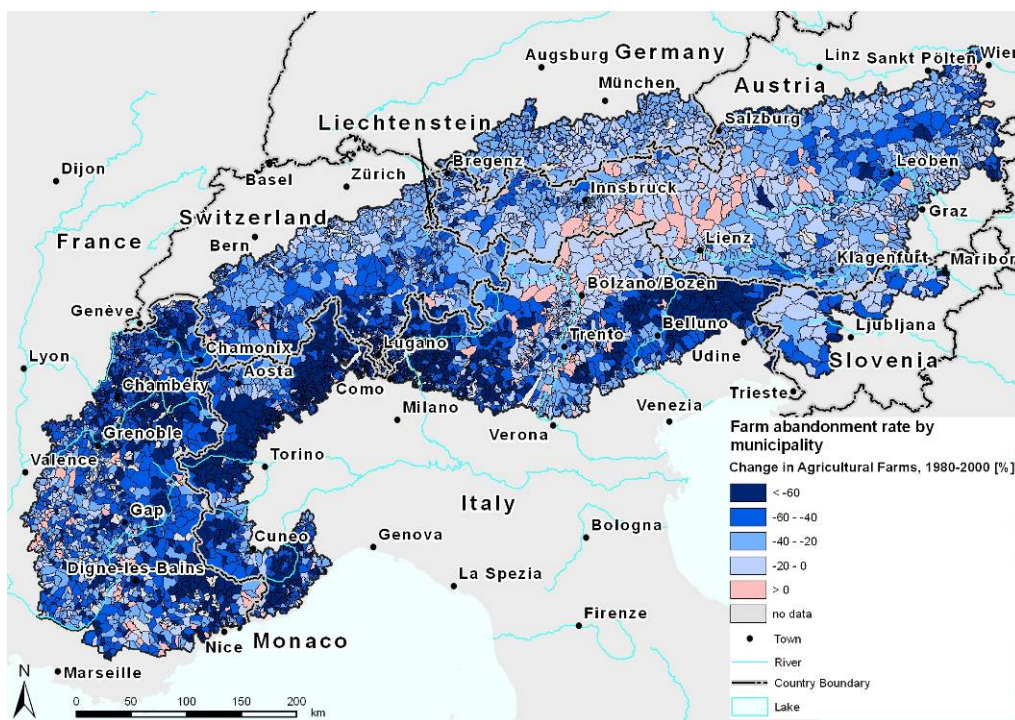 Augsburg
Germany
Linz
Sankt Pölten
Wien
München
Austria
Liechtenstein
Salzburg
Dijon
Basel
Zürich
Bregenz
Leoben
Innsbruck
Switzerland
Graz
France
Bern
Lienz
Klagenfurt
Maribor
Bolzano/Bozen
Genève
Lugano
Trento
Belluno
Ljubljana
Lyon
Chamonix
Slovenia
Aosta
Como
Udine
Chambéry
Milano
Trieste
Venezia
Grenoble
Verona
Valence
Torino
Gap
Italy
Cuneo
Genova
Bologna
Digne-les-Bains
La Spezia
Firenze
Monaco
Nice
Marseille
Farm abandonment rate by
municipality
Change in Agricultural Farms, 1980-2000 [%]
< -60
-60 - -40
-40 - -20
-20 - 0
> 0
no data
Town
River
Country Boundary
Lake
N
0 50 100 150 200
km